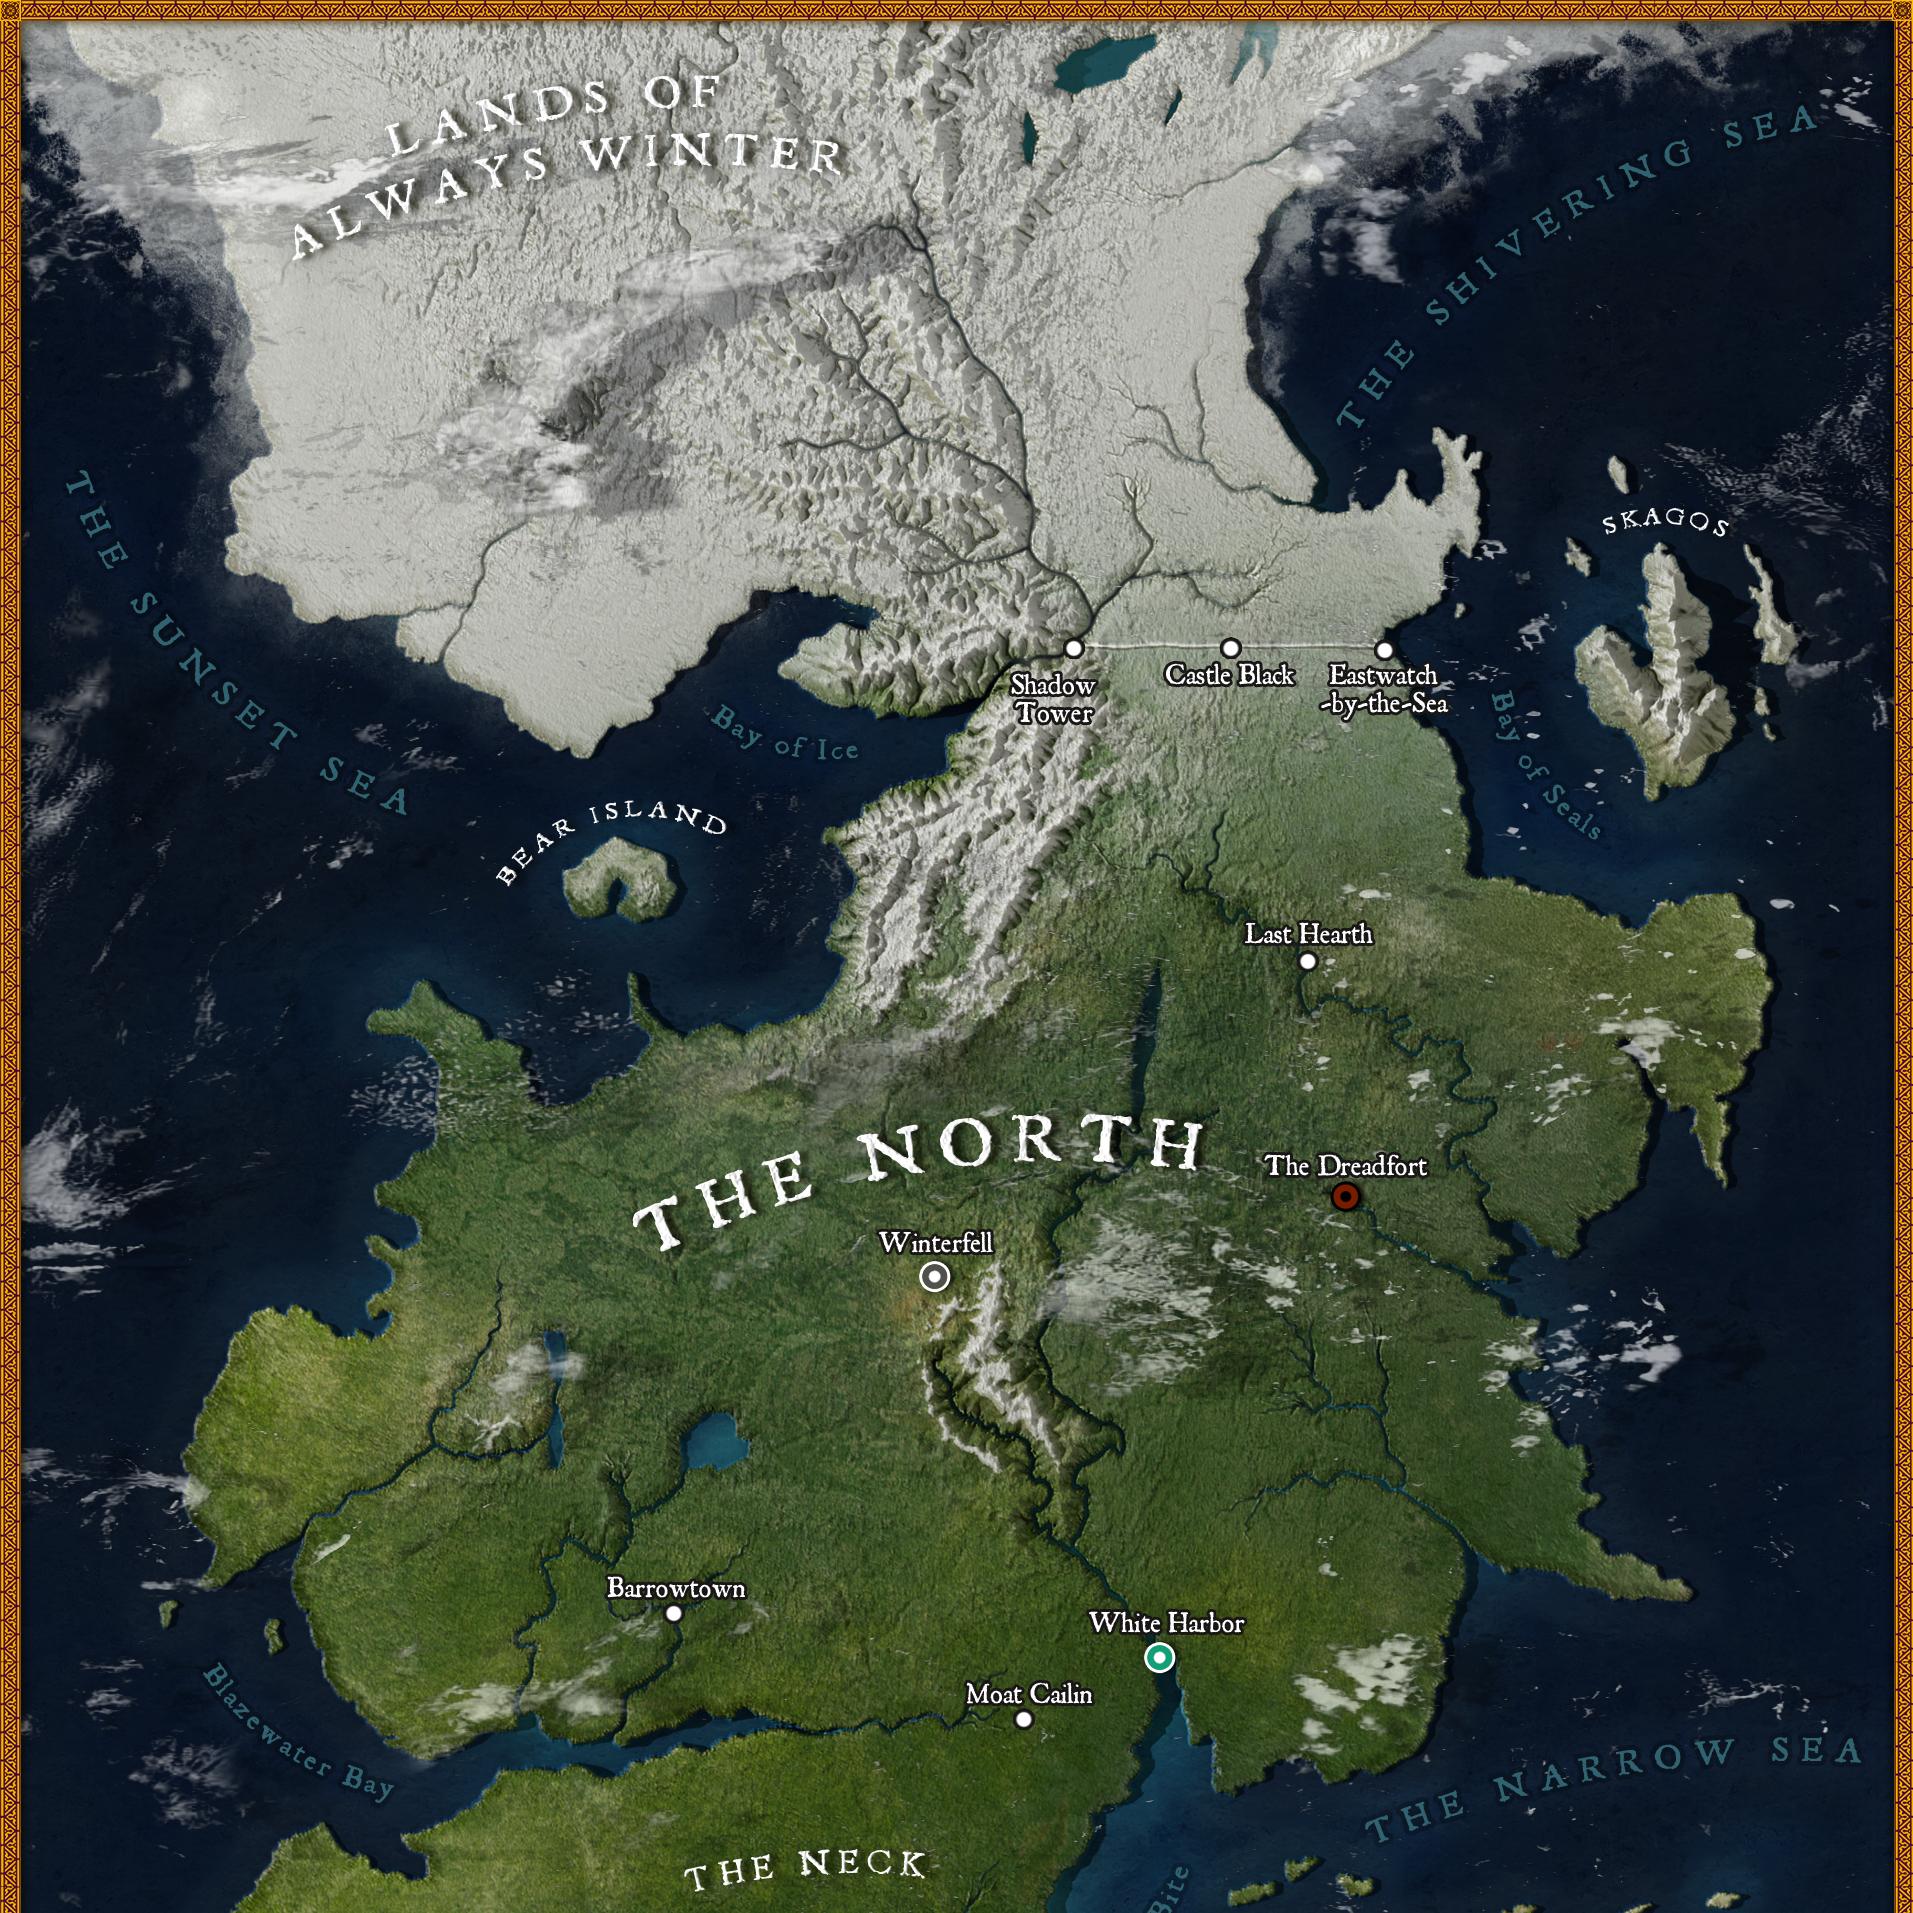 LANDS OF
ALWAYS WINTER
THE SHIVERING SEA
THE SUNSET SEA
SKAGOS
Shadow
Tower
Castle Black
Eastwatch
-by-the-Sea
Bay of Ice
Bay of Seals
BEAR ISLAND
Last Hearth
THE NORTH
The Dreadfort
Winterfell
Barrowtown
White Harbor
Moat Cailin
Blazewater Bay
THE NARROW SEA
THE NECK
Bite